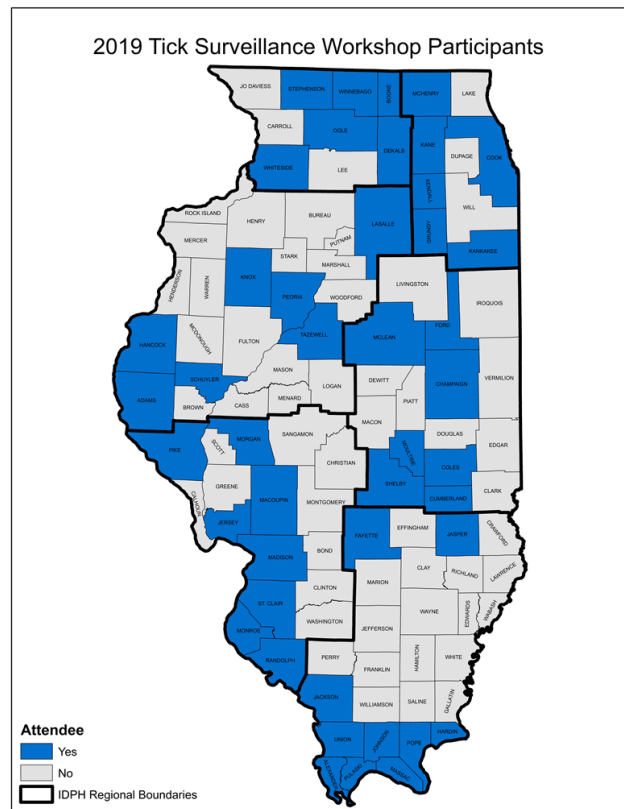 2019 Tick Surveillance Workshop Participants
JO DAVIESS
STEPHENSON
WINNEBAGO
BOONE
MCHENRY
LAKE
CARROLL
OGLE
DEKALB
KANE
COOK
DUPAGE
WHITESIDE
LEE
KENDALL
WILL
GRUNDY
KANKAKEE
ROCK ISLAND
HENRY
BUREAU
LASALLE
PUTNAM
MERCER
STARK
MARSHALL
HENDERSON
WARREN
KNOX
PEORIA
WOODFORD
LIVINGSTON
IROQUOIS
FORD
TAZEWELL
MCLEAN
HANCOCK
MCDONOUGH
FULTON
MASON
LOGAN
SCHUYLER
ADAMS
BROWN
CASS
MENARD
DEWITT
PIATT
CHAMPAIGN
VERMILION
MACON
DOUGLAS
EDGAR
PIKE
SCOTT
MORGAN
SANGAMON
CHRISTIAN
MOULTRIE
COLES
SHELBY
CUMBERLAND
CLARK
GREENE
CALHOUN
MACOUPIN
MONTGOMERY
JERSEY
FAYETTE
EFFINGHAM
JASPER
CRAWFORD
MADISON
BOND
CLAY
RICHLAND
LAWRENCE
MARION
CLINTON
ST. CLAIR
WASHINGTON
WAYNE
EDWARDS
WABASH
JEFFERSON
MONROE
RANDOLPH
PERRY
FRANKLIN
HAMILTON
WHITE
JACKSON
WILLIAMSON
SALINE
GALLATIN
UNION
JOHNSON
POPE
HARDIN
ALEXANDER
PULASKI
MASSAC
Attendee
Yes
No
IDPH Regional Boundaries